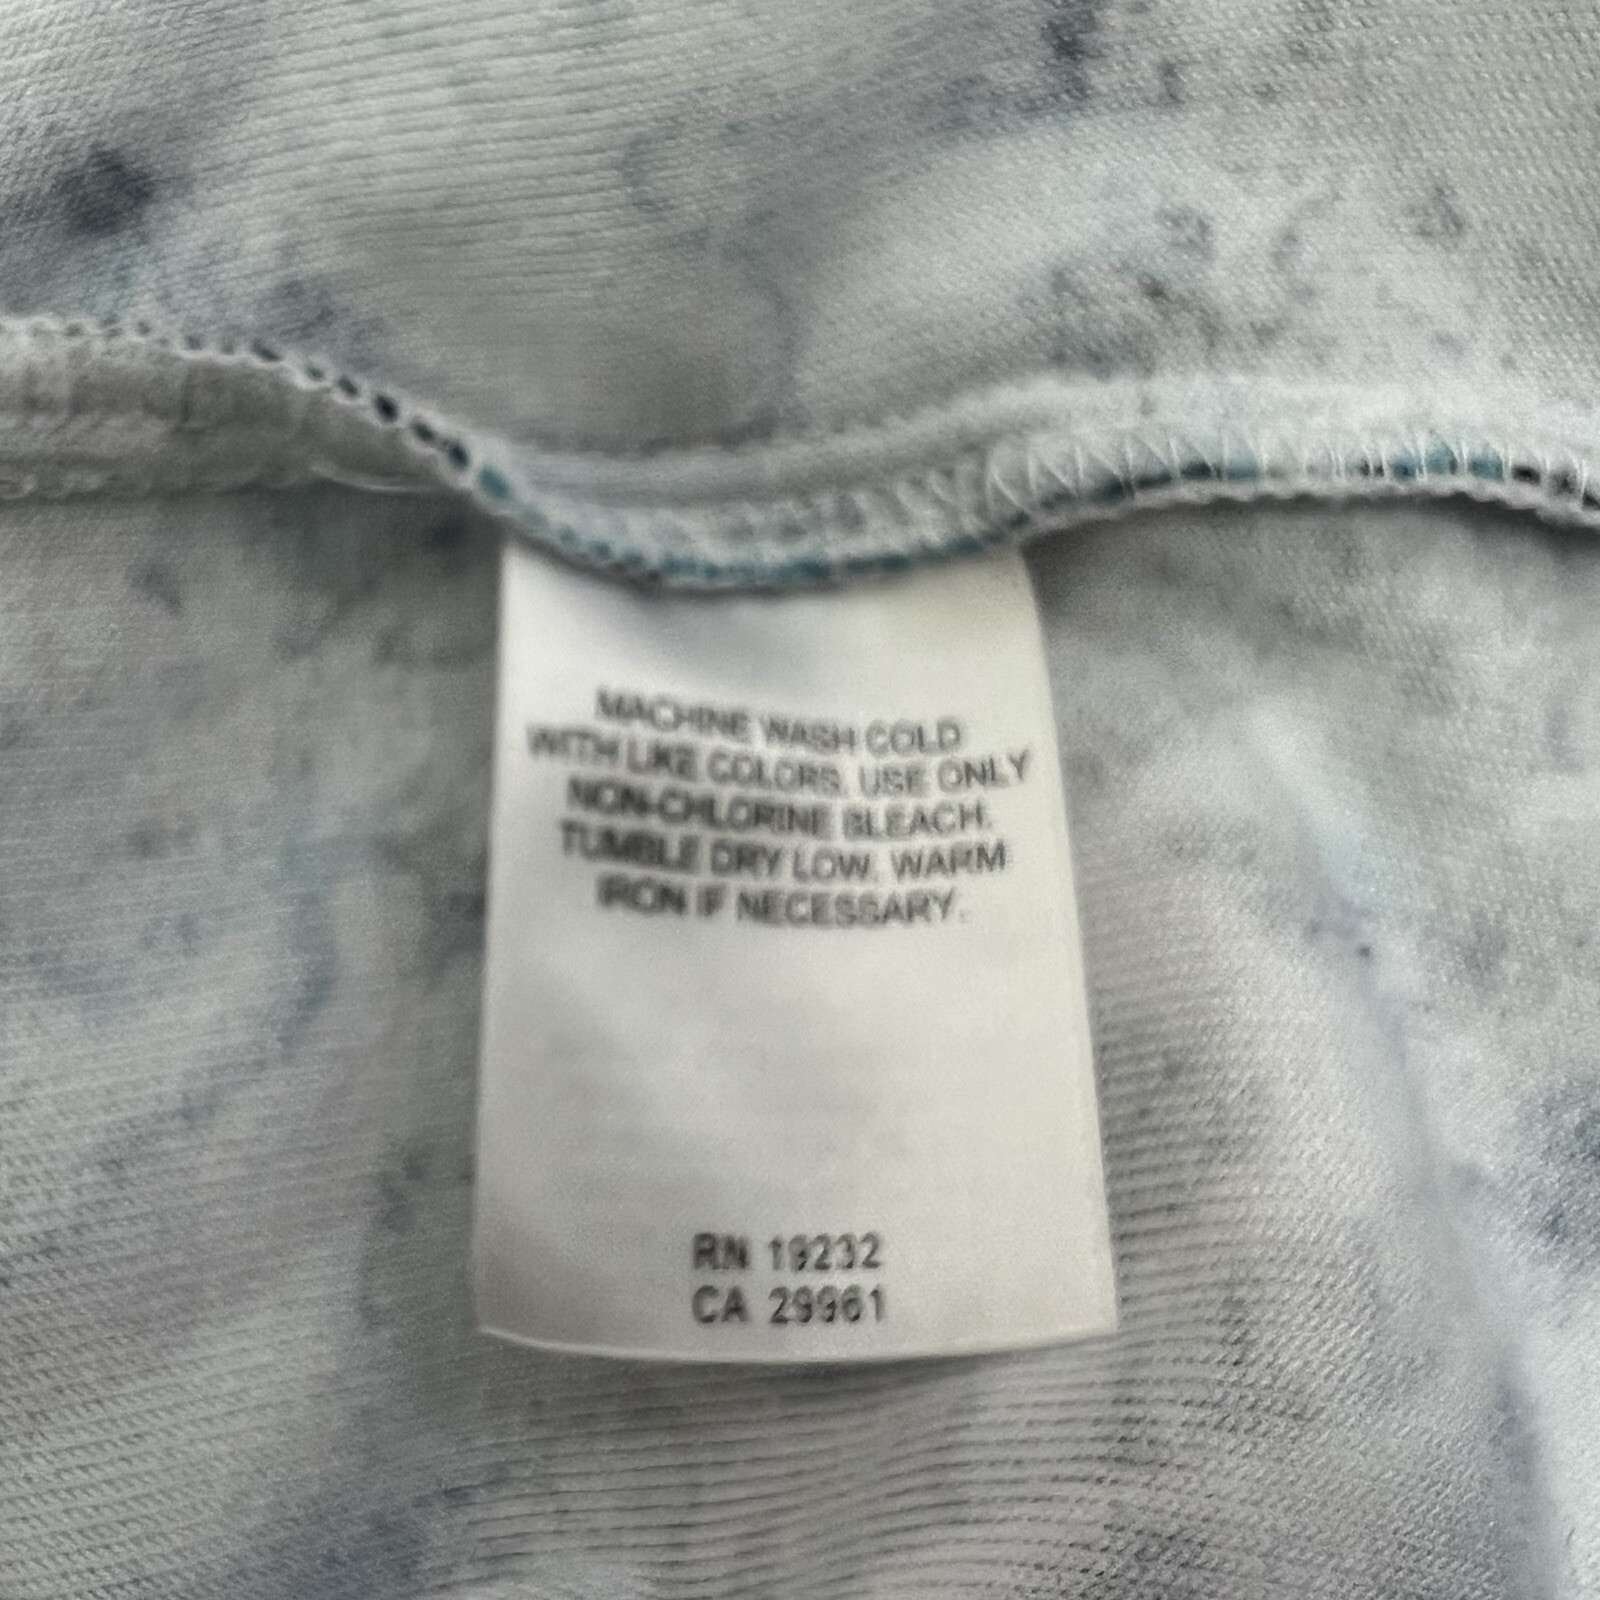 MACHINE WASH COLD
WITH LIKE COLORS. USE ONLY
NON-CHLORINE BLEACH.
TUMBLE DRY LOW. WARM
IRON IF NECESSARY.
RN 19232
CA 29961